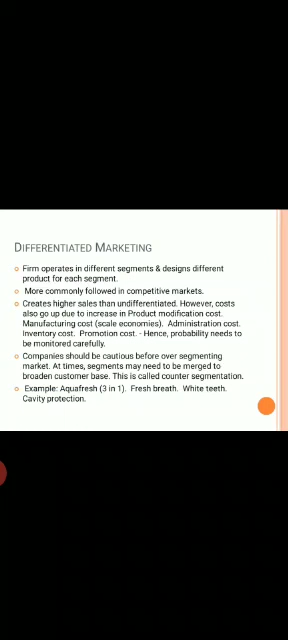 DIFFERENTIATED MARKETING
Firm operates in different segments & designs different
product for each segment.
More commonly followed in competitive markets.
Creates higher sales than undifferentiated. However, costs
also go up due to increase in Product modification cost.
Manufacturing cost (scale economies). Administration cost.
Inventory cost. Promotion cost. - Hence, probability needs to
be monitored carefully.
Companies should be cautious before over segmenting
market. At times, segments may need to be merged to
broaden customer base. This is called counter segmentation.
Example: Aquafresh (3 in 1). Fresh breath. White teeth.
Cavity protection.